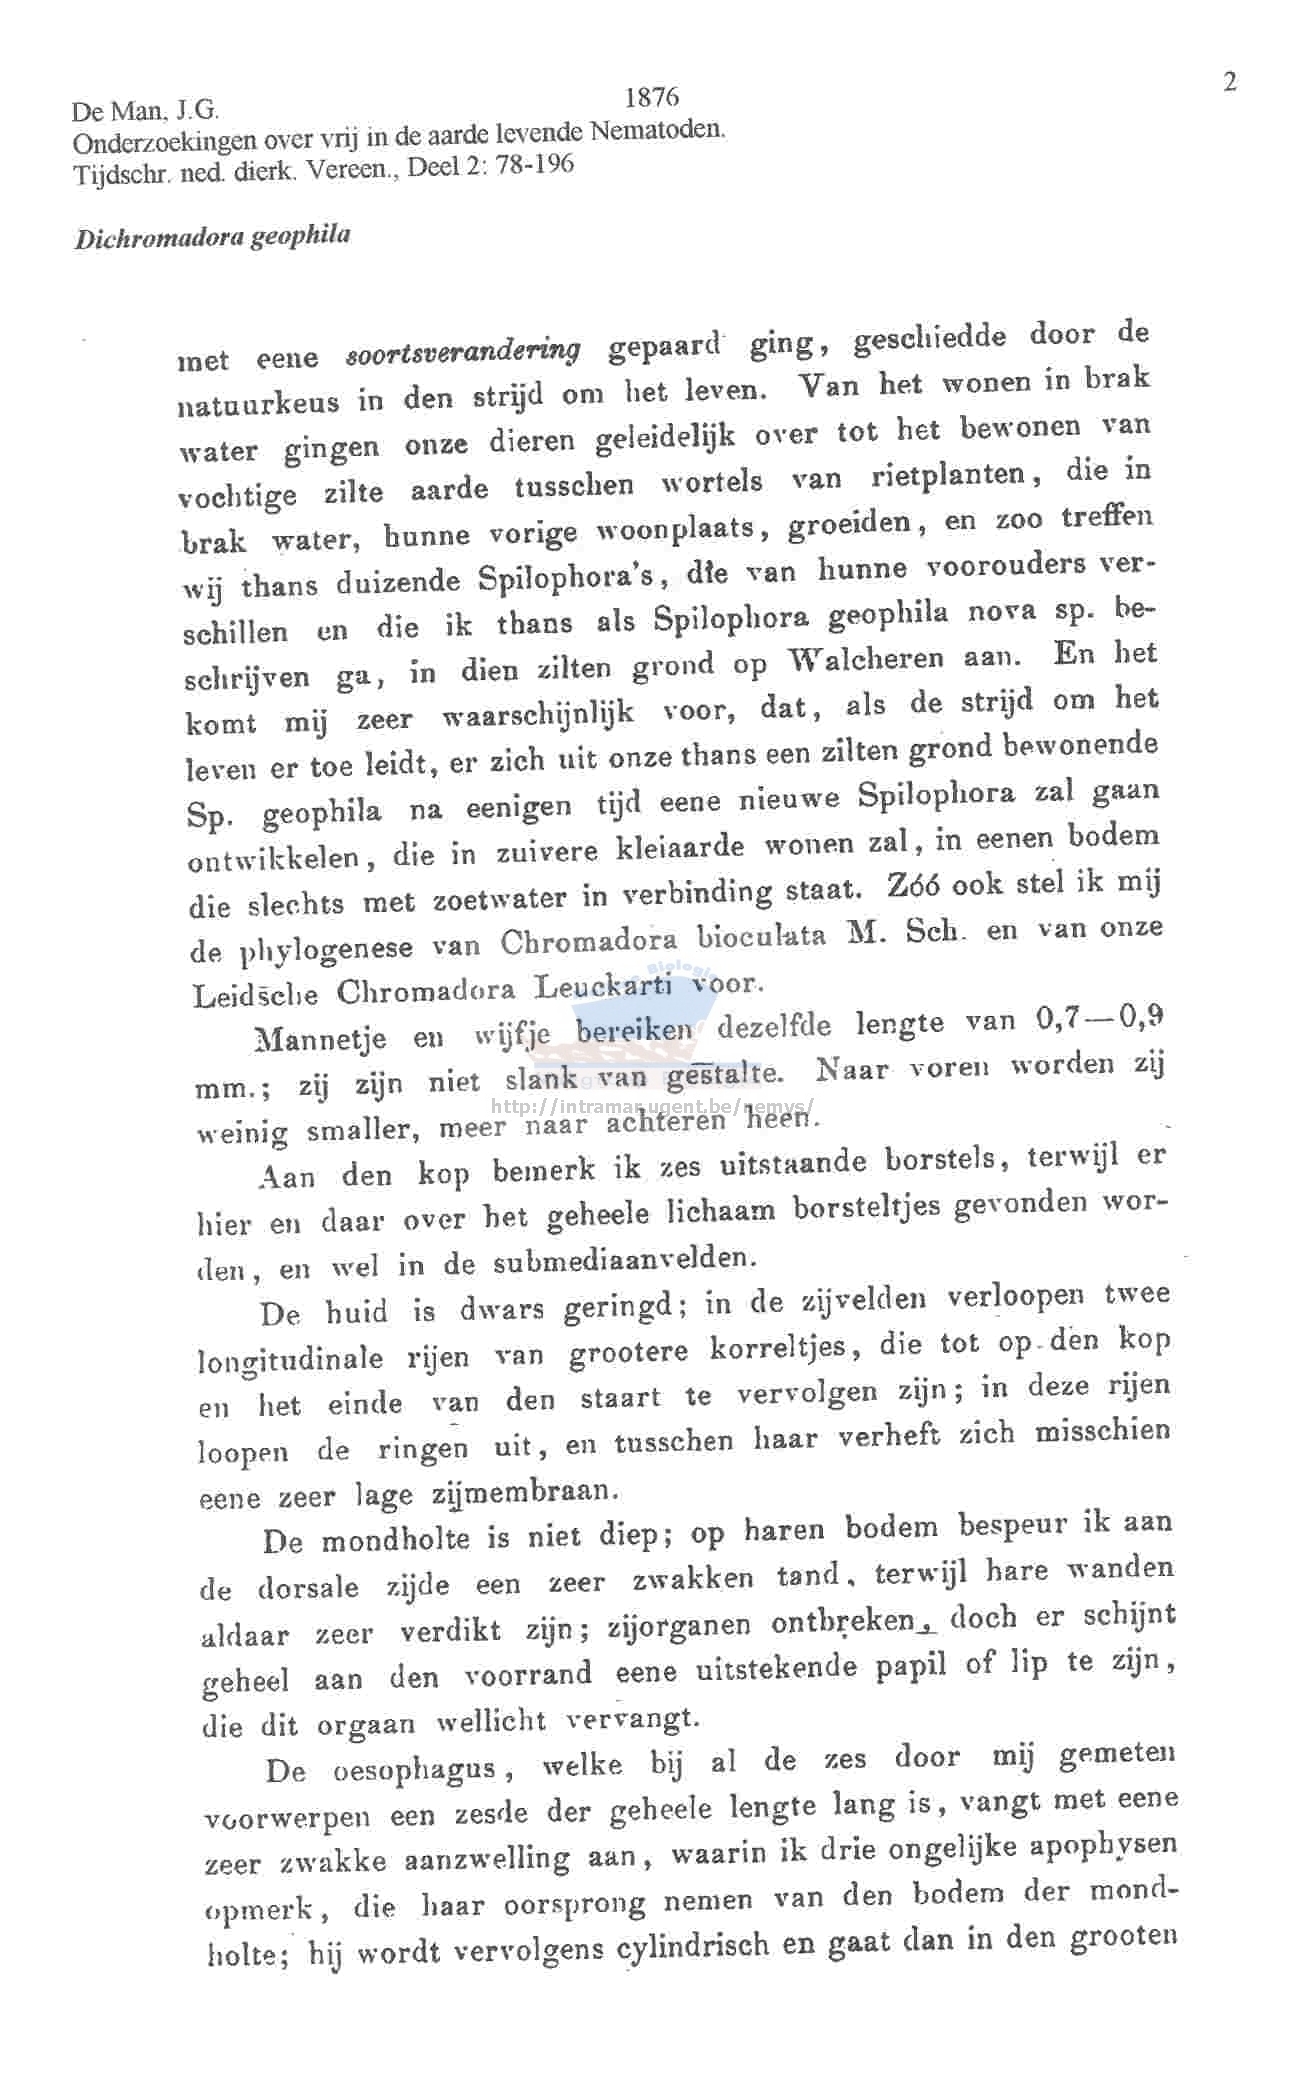 2
De Man, J.G. 1876
Onderzoekingen over vrij in de aarde levende Nematoden.
Tijdschr. ned. dierk. Vereen., Deel 2: 78-196
Dichromadora geophila
met eene soortsverandering gepaard ging, geschiedde door de
natuurkeus in den strijd om het leven. Van het wonen in brak
water gingen onze dieren geleidelijk over tot het bewonen van
vochtige zilte aarde tusschen wortels van rietplanten, die in
brak water, hunne vorige woonplaats, groeiden, en zoo treffen
wij thans duizende Spilophora's, die van hunne voorouders ver-
schillen en die ik thans als Spilophora geophila nova sp. be-
schrijven ga, in dien zilten grond op Walcheren aan. En het
komt mij zeer waarschijnlijk voor, dat, als de strijd om het
leven er toe leidt, er zich uit onze thans een zilten grond bewonende
Sp. geophila na eenigen tijd eene nieuwe Spilophora zal gaan
ontwikkelen, die in zuivere kleiaarde wonen zal, in eenen bodem
die slechts met zoetwater in verbinding staat. Zóó ook stel ik mij
de phylogenese van Chromadora bioculata M. Sch. en van onze
Leidsche Chromadora Leuckarti voor.
Mannetje en wijfje bereiken dezelfde lengte van 0,7—0,9
mm.; zij zijn niet slank van gestalte. Naar voren worden zij
http://intramar.ugent.be/nemys/
weinig smaller, meer naar achteren heen.
Aan den kop bemerk ik zes uitstaande borstels, terwijl er
hier en daar over het geheele lichaam borsteltjes gevonden wor-
den, en wel in de submediaanvelden.
De huid is dwars geringd; in de zijvelden verloopen twee
longitudinale rijen van grootere korreltjes, die tot op den kop
en het einde van den staart te vervolgen zijn; in deze rijen
loopen de ringen uit, en tusschen haar verheft zich misschien
eene zeer lage zijmembraan.
De mondholte is niet diep; op haren bodem bespeur ik aan
de dorsale zijde een zeer zwakken tand, terwijl hare wanden
aldaar zeer verdikt zijn; zijorganen ontbreken, doch er schijnt
geheel aan den voorrand eene uitstekende papil of lip te zijn,
die dit orgaan wellicht vervangt.
De oesophagus, welke bij al de zes door mij gemeten
voorwerpen een zesde der geheele lengte lang is, vangt met eene
zeer zwakke aanzwelling aan, waarin ik drie ongelijke apophysen
opmerk, die haar oorsprong nemen van den bodem der mond-
holte; hij wordt vervolgens cylindrisch en gaat dan in den grooten